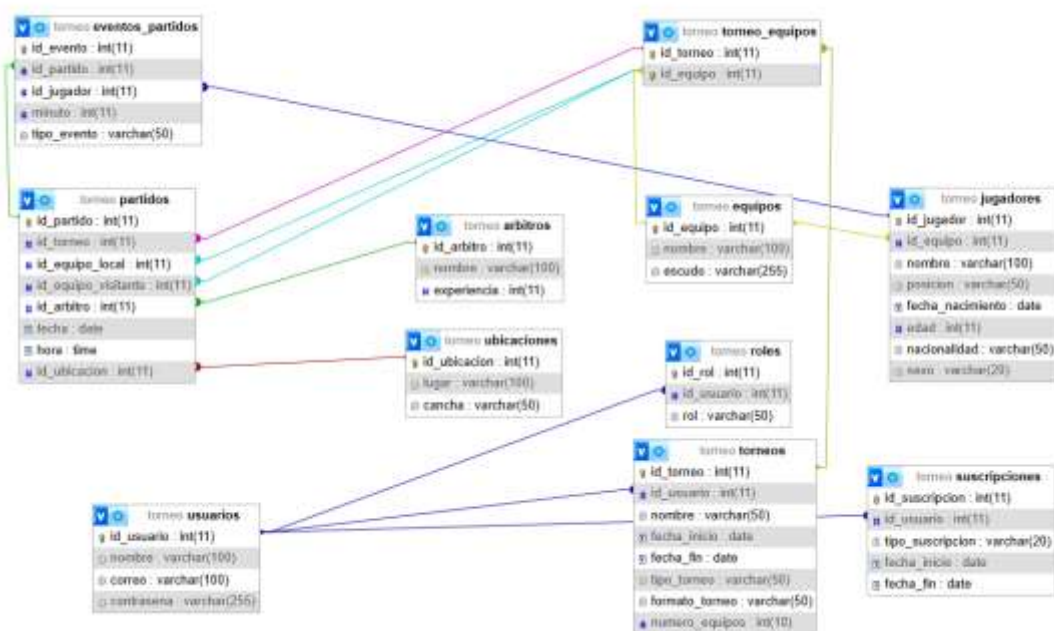 torneo eventos_partidos
id_evento : int(11)
id_partido : int(11)
id_jugador : int(11)
minuto : int(11)
tipo_evento : varchar(50)
torneo torneo_equipos
id_torneo : int(11)
id_equipo : int(11)
torneo partidos
id_partido : int(11)
id_torneo : int(11)
id_equipo_local : int(11)
id_equipo_visitante : int(11)
id_arbitro : int(11)
fecha : date
hora : time
id_ubicacion : int(11)
torneo arbitros
id_arbitro : int(11)
nombre : varchar(100)
experiencia : int(11)
torneo equipos
id_equipo : int(11)
nombre : varchar(100)
escudo : varchar(255)
torneo jugadores
id_jugador : int(11)
id_equipo : int(11)
nombre : varchar(100)
posicion : varchar(50)
fecha_nacimiento : date
edad : int(11)
nacionalidad : varchar(50)
sexo : varchar(20)
torneo ubicaciones
id_ubicacion : int(11)
lugar : varchar(100)
cancha : varchar(50)
torneo roles
id_rol : int(11)
id_usuario : int(11)
rol : varchar(50)
torneo torneos
id_torneo : int(11)
id_usuario : int(11)
nombre : varchar(50)
fecha_inicio : date
fecha_fin : date
tipo_torneo : varchar(50)
formato_torneo : varchar(50)
numero_equipos : int(10)
torneo suscripciones
id_suscripcion : int(11)
id_usuario : int(11)
tipo_suscripcion : varchar(20)
fecha_inicio : date
fecha_fin : date
torneo usuarios
id_usuario : int(11)
nombre : varchar(100)
correo : varchar(100)
contrasena : varchar(255)